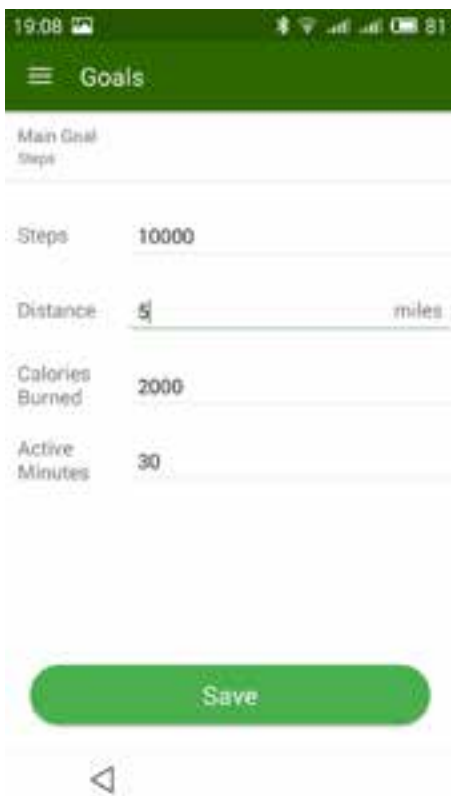 19:08 81
Goals
Main Goal
Steps
Steps 10000
Distance 5 miles
Calories
Burned 2000
Active
Minutes 30
Save